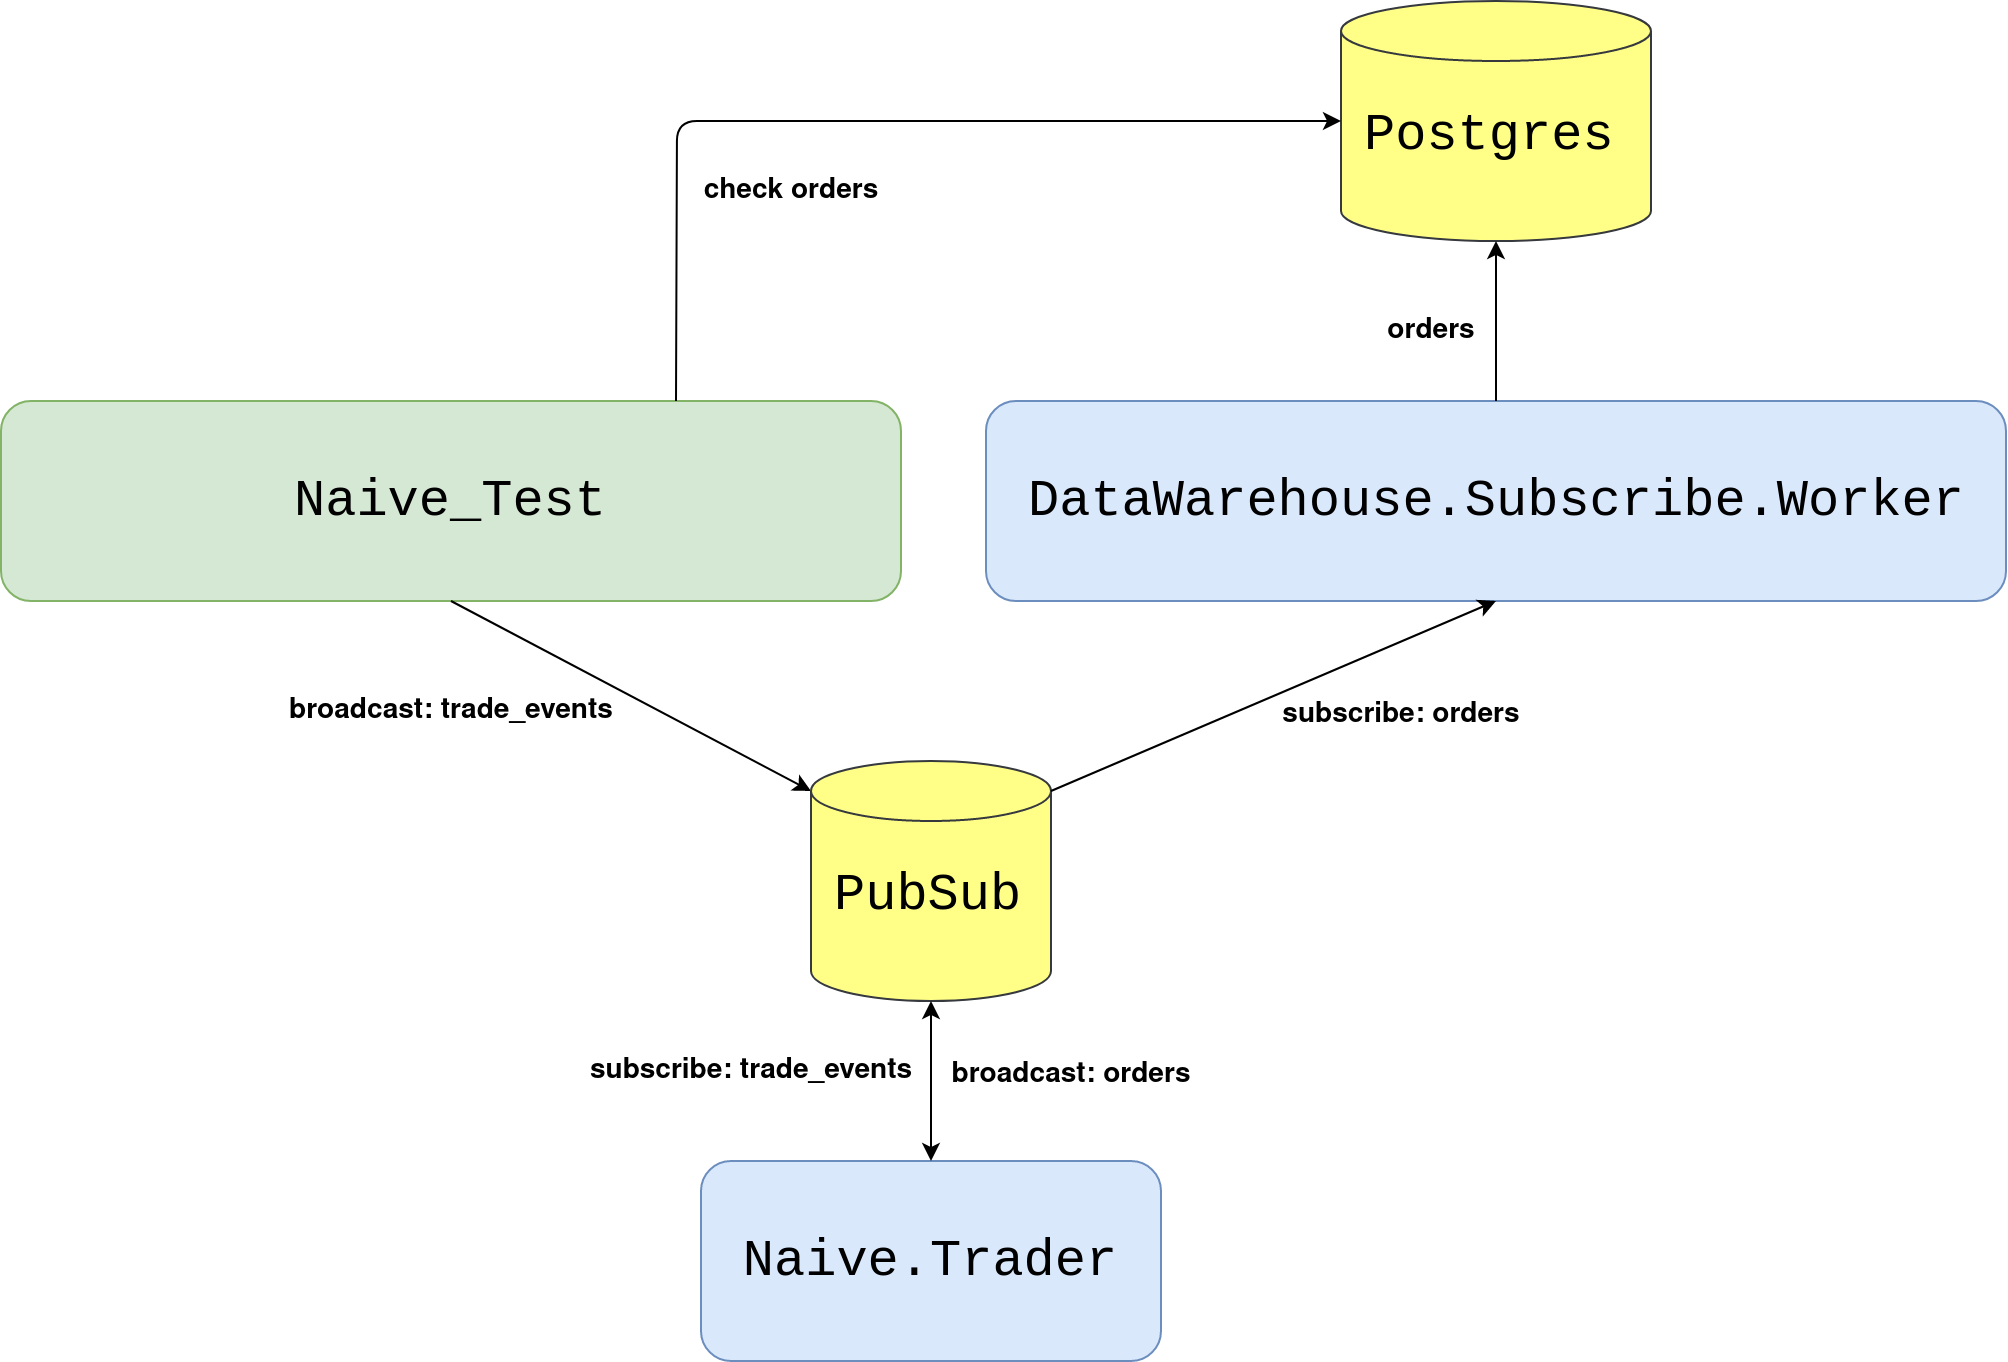 Postgres
check orders
orders
Naive_Test
DataWarehouse.Subscribe.Worker
broadcast: trade_events
subscribe: orders
PubSub
subscribe: trade_events
broadcast: orders
Naive.Trader